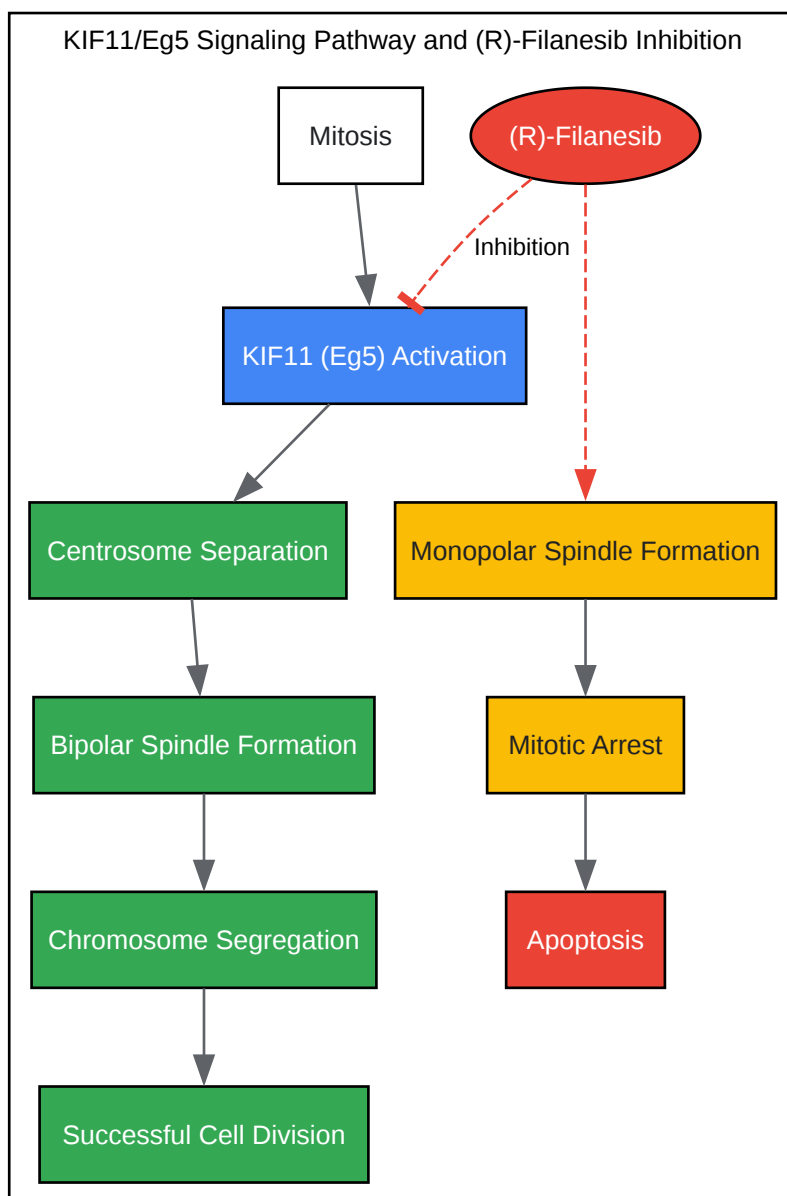 KIF11/Eg5 Signaling Pathway and (R)-Filanesib Inhibition
Mitosis
(R)-Filanesib
Inhibition
KIF11 (Eg5) Activation
Centrosome Separation
Monopolar Spindle Formation
Bipolar Spindle Formation
Mitotic Arrest
Chromosome Segregation
Apoptosis
Successful Cell Division